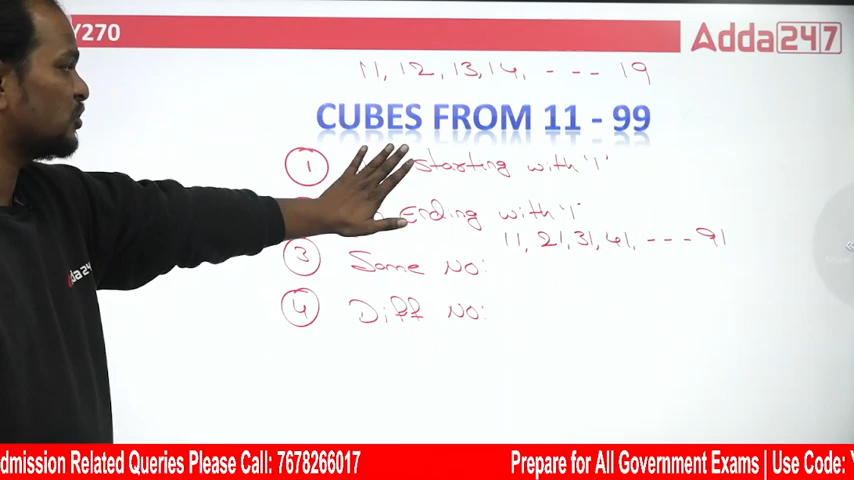 Y270
Adda247
11, 12, 13, 14, - - - 19
CUBES FROM 11 - 99
1 starting with '1'
Ending with '1'
11, 21, 31, 41, - - - 91
3 Same No:
4 Diff No:
da24
dmission Related Queries Please Call: 7678266017 Prepare for All Government Exams | Use Code: Y